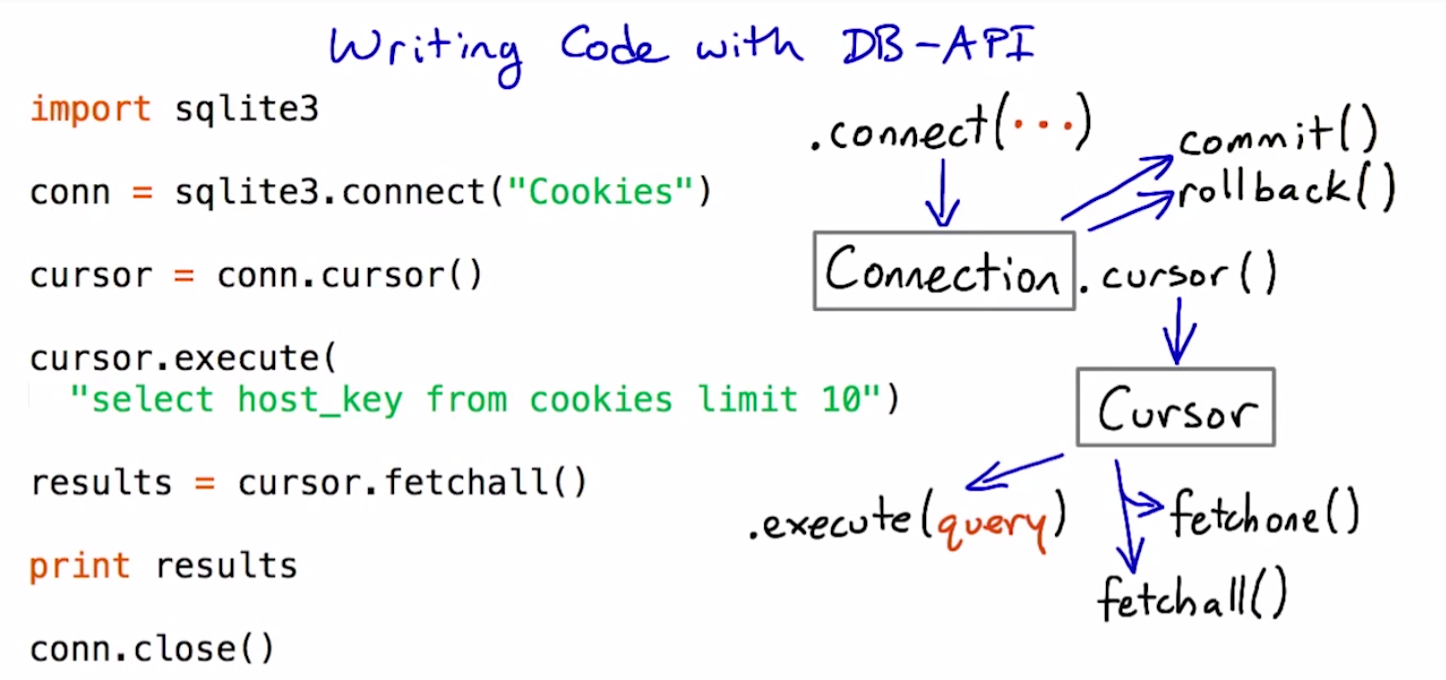 Writing Code with DB-API
import sqlite3
conn = sqlite3.connect("Cookies")
cursor = conn.cursor()
cursor.execute(
"select host_key from cookies limit 10")
results = cursor.fetchall()
print results
conn.close()
.connect(...)
commit()
rollback()
Connection.cursor()
Cursor
.execute(query)
fetchone()
fetchall()